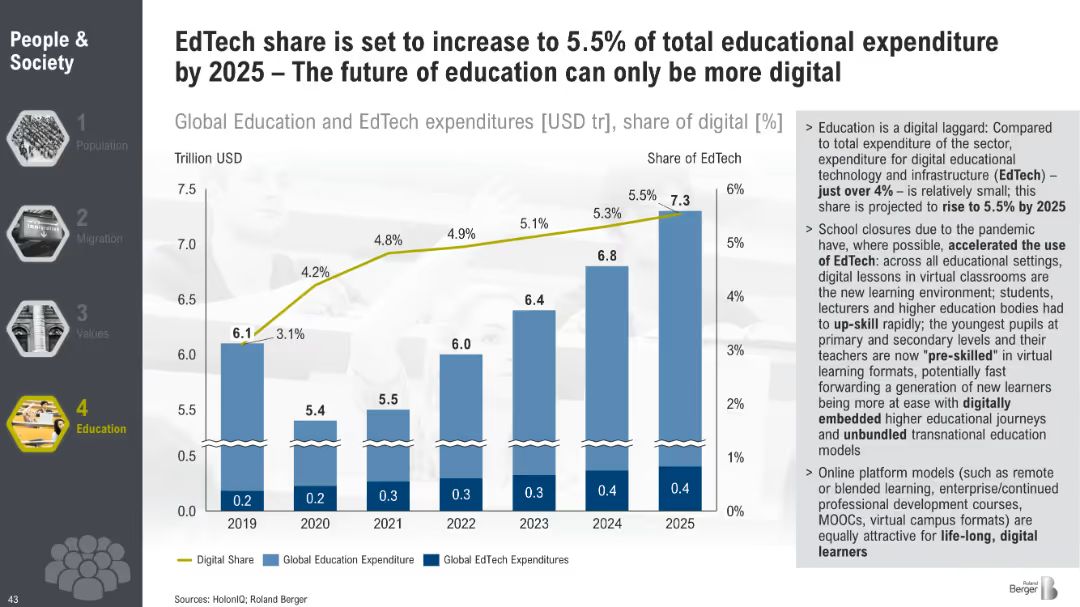 People &
Society
1
Population
2
Migration
3
Values
4
Education
43
EdTech share is set to increase to 5.5% of total educational expenditure
by 2025 – The future of education can only be more digital
Global Education and EdTech expenditures [USD tr], share of digital [%]
Trillion USD
Share of EdTech
7.5
7.0
6.5
6.0
5.5
0.5
0.0
6%
5%
4%
3%
2%
1%
0%
3.1%
4.2%
4.8%
4.9%
5.1%
5.3%
5.5%
6.1
5.4
5.5
6.0
6.4
6.8
7.3
0.2
0.2
0.3
0.3
0.3
0.4
0.4
2019
2020
2021
2022
2023
2024
2025
Digital Share
Global Education Expenditure
Global EdTech Expenditures
> Education is a digital laggard: Compared
to total expenditure of the sector,
expenditure for digital educational
technology and infrastructure (EdTech) –
just over 4% – is relatively small; this
share is projected to rise to 5.5% by 2025
> School closures due to the pandemic
have, where possible, accelerated the use
of EdTech: across all educational settings,
digital lessons in virtual classrooms are
the new learning environment; students,
lecturers and higher education bodies had
to up-skill rapidly; the youngest pupils at
primary and secondary levels and their
teachers are now "pre-skilled" in virtual
learning formats, potentially fast
forwarding a generation of new learners
being more at ease with digitally
embedded higher educational journeys
and unbundled transnational education
models
> Online platform models (such as remote
or blended learning, enterprise/continued
professional development courses,
MOOCs, virtual campus formats) are
equally attractive for life-long, digital
learners
Sources: HolonIQ; Roland Berger
Roland
Berger
B